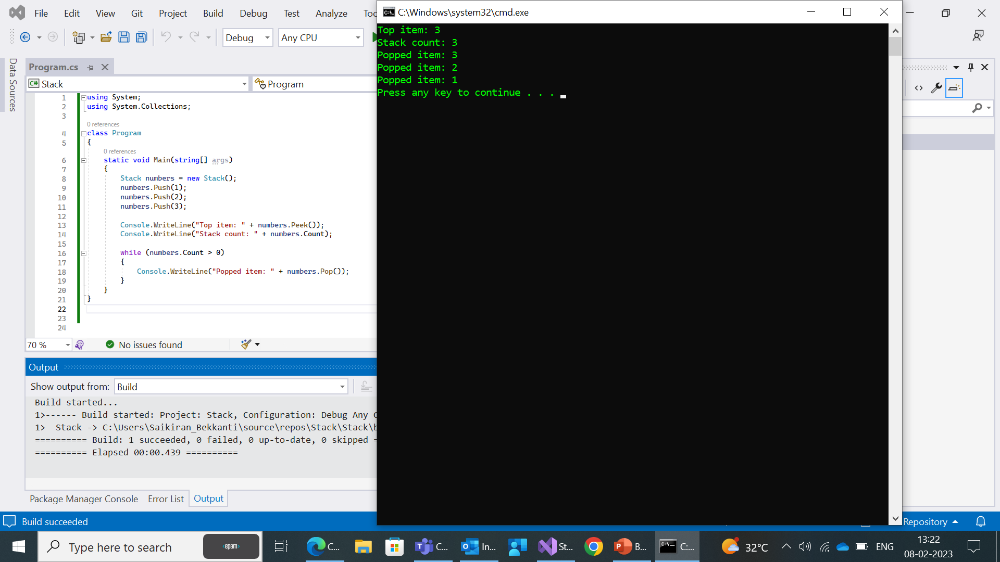 File Edit View Git Project Build Debug Test Analyze
C:\Windows\system32\cmd.exe
Debug Any CPU
Top item: 3
Stack count: 3
Popped item: 3
Popped item: 2
Popped item: 1
Press any key to continue . . .
Data Sources
Program.cs
C# Stack Program
1 using System;
2 using System.Collections;
3
0 references
4 class Program
5 {
0 references
6 static void Main(string[] args)
7 {
8 Stack numbers = new Stack();
9 numbers.Push(1);
10 numbers.Push(2);
11 numbers.Push(3);
12
13 Console.WriteLine("Top item: " + numbers.Peek());
14 Console.WriteLine("Stack count: " + numbers.Count);
15
16 while (numbers.Count > 0)
17 {
18 Console.WriteLine("Popped item: " + numbers.Pop());
19 }
20 }
21 }
22
23
24
70 % No issues found
Output
Show output from: Build
Build started...
1>------ Build started: Project: Stack, Configuration: Debug Any
1> Stack -> C:\Users\Saikiran_Bekkanti\source\repos\Stack\Stack\
========== Build: 1 succeeded, 0 failed, 0 up-to-date, 0 skipped =
========== Elapsed 00:00.439 ==========
Package Manager Console Error List Output
Build succeeded
Repository
Type here to search <epam> C... C... In... St... B... C:... 32°C ENG
13:22
08-02-2023